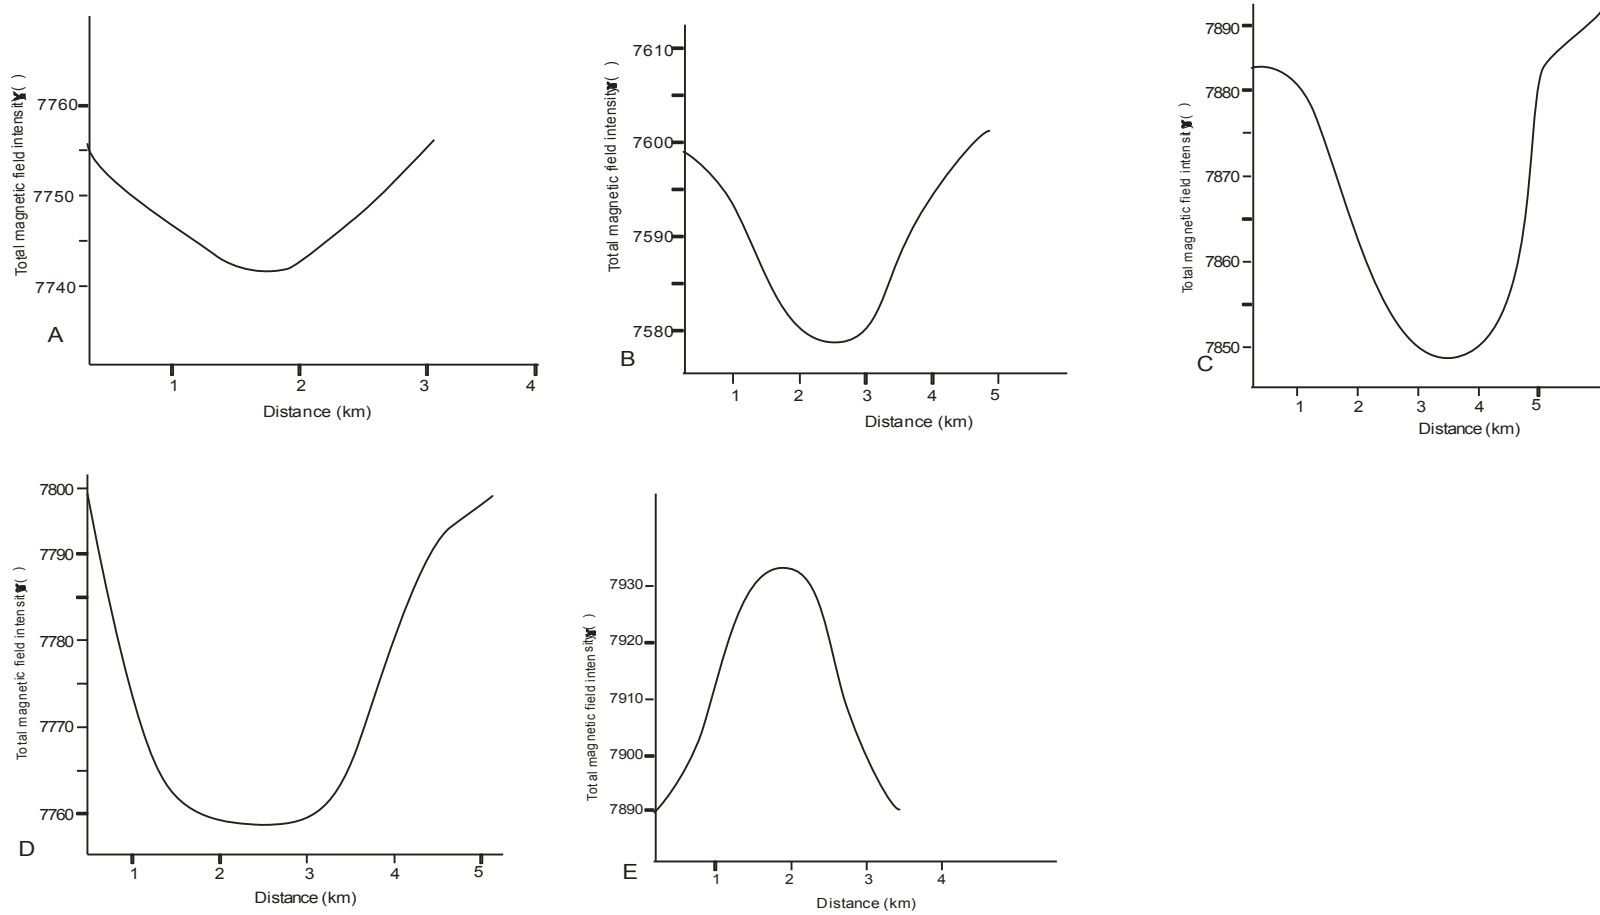 7760
7750
7740
Total magnetic field intensity(γ)
A
1 2 3 4
Distance (km)
7610
7600
7590
7580
Total magnetic field intensity( )
B
1 2 3 4 5
Distance (km)
7890
7880
7870
7860
7850
Total magnetic field intensity( )
C
1 2 3 4 5
Distance (km)
7800
7790
7780
7770
7760
Total magnetic field intensity( )
D
1 2 3 4 5
Distance (km)
7930
7920
7910
7900
7890
Total magnetic field intensity( )
E
1 2 3 4
Distance (km)